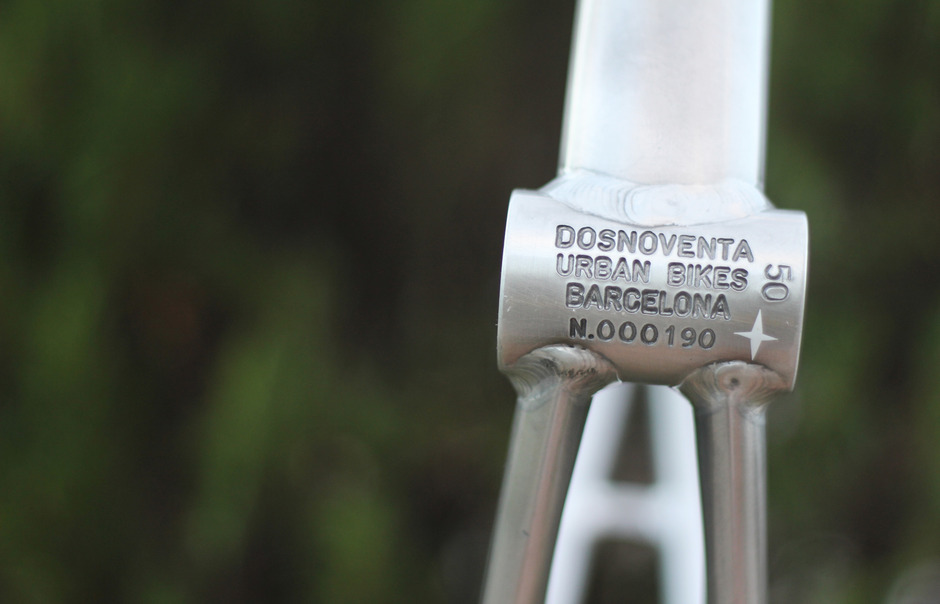 DOSNOVENTA
URBAN BIKES
BARCELONA
N.000190
50